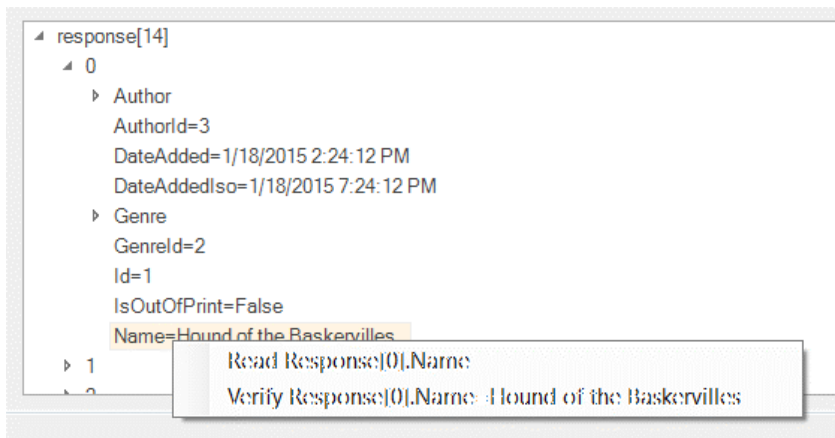 response[14]
0
Author
AuthorId=3
DateAdded=1/18/2015 2:24:12 PM
DateAddedIso=1/18/2015 7:24:12 PM
Genre
GenreId=2
Id=1
IsOutOfPrint=False
Name=Hound of the Baskervilles
1
Read Response[0].Name
2
Verify Response[0].Name=Hound of the Baskervilles